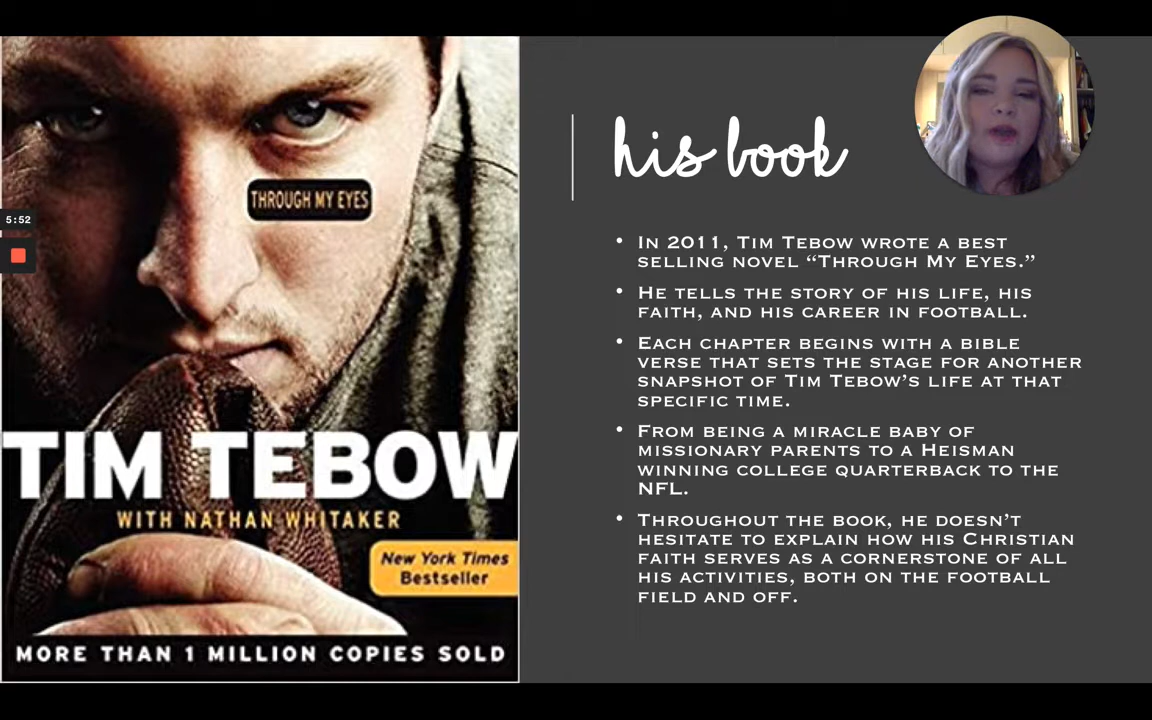 THROUGH MY EYES
5:52
TIM TEBOW
WITH NATHAN WHITAKER
New York Times
Bestseller
MORE THAN 1 MILLION COPIES SOLD
his book
• In 2011, Tim Tebow wrote a best
selling novel “Through My Eyes.”
• He tells the story of his life, his
faith, and his career in football.
• Each chapter begins with a bible
verse that sets the stage for another
snapshot of Tim Tebow’s life at that
specific time.
• From being a miracle baby of
missionary parents to a Heisman
winning college quarterback to the
NFL.
• Throughout the book, he doesn’t
hesitate to explain how his Christian
faith serves as a cornerstone of all
his activities, both on the football
field and off.